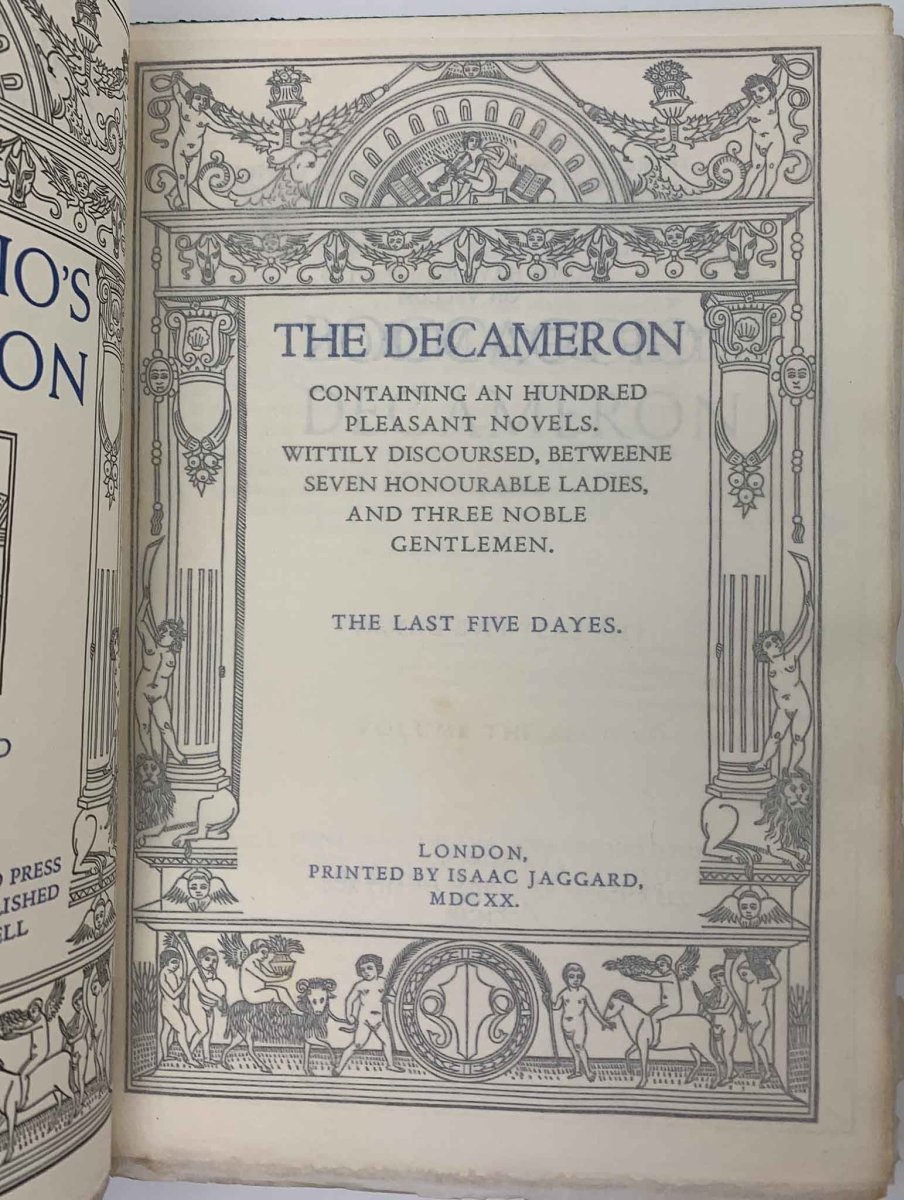 IO'S
ON
D
PRESS
LISHED
ELL
THE DECAMERON
CONTAINING AN HUNDRED
PLEASANT NOVELS.
WITTILY DISCOURSED, BETWEENE
SEVEN HONOURABLE LADIES,
AND THREE NOBLE
GENTLEMEN.
THE LAST FIVE DAYES.
LONDON,
PRINTED BY ISAAC JAGGARD,
MDCXX.